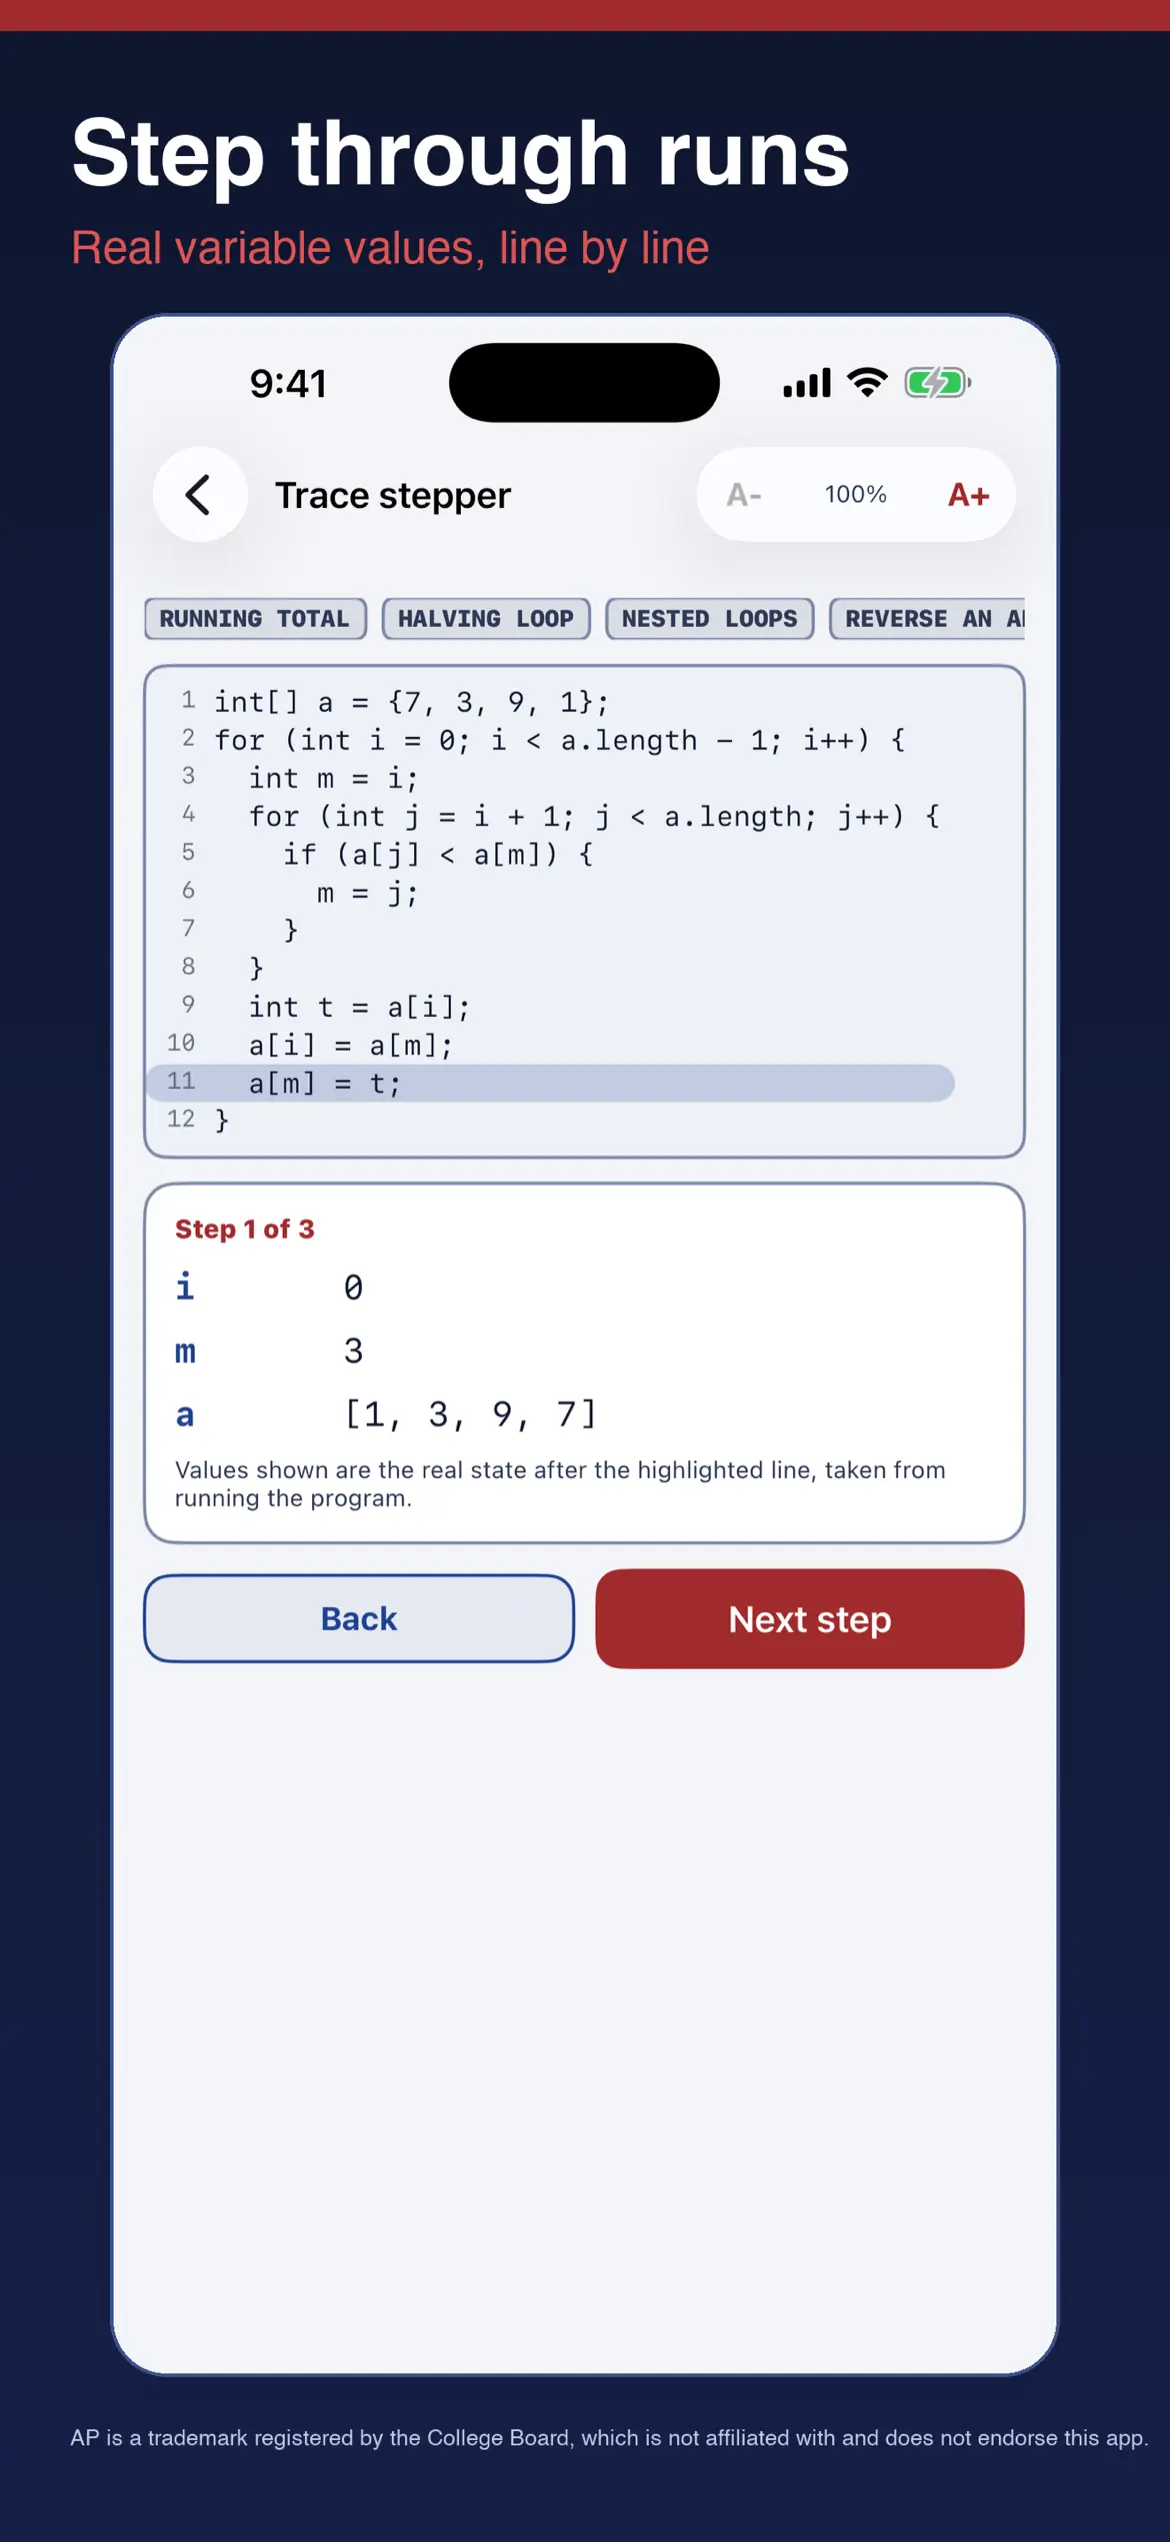 Step through runs
Real variable values, line by line
9:41
Trace stepper
A-
100%
A+
RUNNING TOTAL
HALVING LOOP
NESTED LOOPS
REVERSE AN
1 int[] a = {7, 3, 9, 1};
2 for (int i = 0; i < a.length - 1; i++) {
3   int m = i;
4   for (int j = i + 1; j < a.length; j++) {
5     if (a[j] < a[m]) {
6       m = j;
7     }
8   }
9   int t = a[i];
10   a[i] = a[m];
11   a[m] = t;
12 }
Step 1 of 3
i 0
m 3
a [1, 3, 9, 7]
Values shown are the real state after the highlighted line, taken from
running the program.
Back
Next step
AP is a trademark registered by the College Board, which is not affiliated with and does not endorse this app.